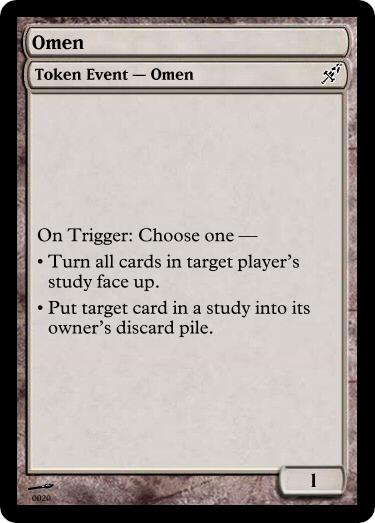 Omen
Token Event — Omen
On Trigger: Choose one —
• Turn all cards in target player's
study face up.
• Put target card in a study into its
owner's discard pile.
1
0020